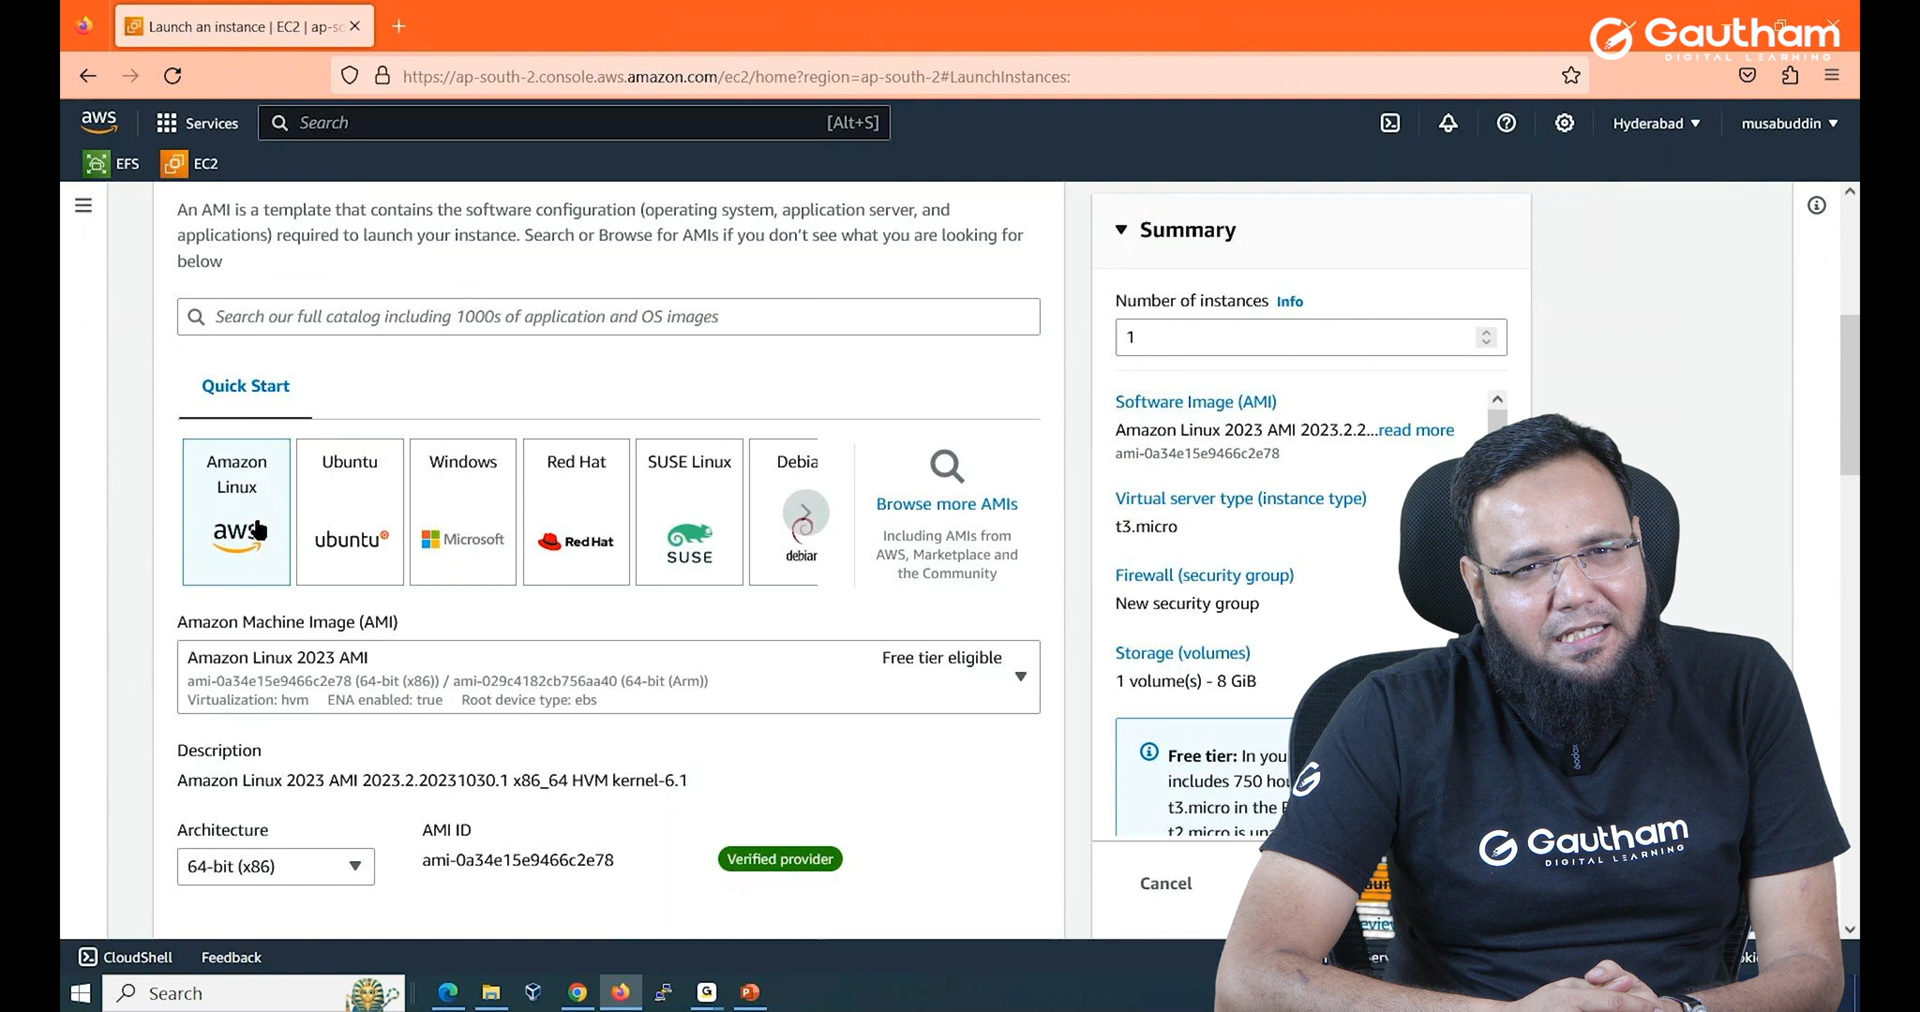 Launch an instance | EC2 | ap-so
Gautham
DIGITAL LEARNING
https://ap-south-2.console.aws.amazon.com/ec2/home?region=ap-south-2#LaunchInstances:
aws
Services
Search
[Alt+S]
Hyderabad
musabuddin
EFS
EC2
An AMI is a template that contains the software configuration (operating system, application server, and
applications) required to launch your instance. Search or Browse for AMIs if you don’t see what you are looking for
below
Search our full catalog including 1000s of application and OS images
Quick Start
Amazon
Linux
aws
Ubuntu
ubuntu
Windows
Microsoft
Red Hat
RedHat
SUSE Linux
SUSE
Debia
debian
Browse more AMIs
Including AMIs from
AWS, Marketplace and
the Community
Amazon Machine Image (AMI)
Amazon Linux 2023 AMI
Free tier eligible
ami-0a34e15e9466c2e78 (64-bit (x86)) / ami-029c4182cb756aa40 (64-bit (Arm))
Virtualization: hvm ENA enabled: true Root device type: ebs
Description
Amazon Linux 2023 AMI 2023.2.20231030.1 x86_64 HVM kernel-6.1
Architecture
64-bit (x86)
AMI ID
ami-0a34e15e9466c2e78
Verified provider
Summary
Number of instances Info
1
Software Image (AMI)
Amazon Linux 2023 AMI 2023.2.2...read more
ami-0a34e15e9466c2e78
Virtual server type (instance type)
t3.micro
Firewall (security group)
New security group
Storage (volumes)
1 volume(s) - 8 GiB
Free tier: In you
includes 750 hou
t3.micro in the
t2.micro is una
Cancel
Gautham
DIGITAL LEARNING
CloudShell
Feedback
Search